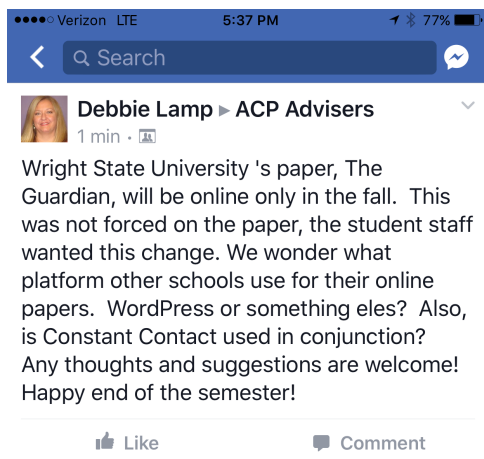 Verizon LTE 5:37 PM 77%
Search
Debbie Lamp ▸ ACP Advisers
1 min ·
Wright State University 's paper, The
Guardian, will be online only in the fall.  This
was not forced on the paper, the student staff
wanted this change. We wonder what
platform other schools use for their online
papers.  WordPress or something eles?  Also,
is Constant Contact used in conjunction?
Any thoughts and suggestions are welcome!
Happy end of the semester!
Like Comment